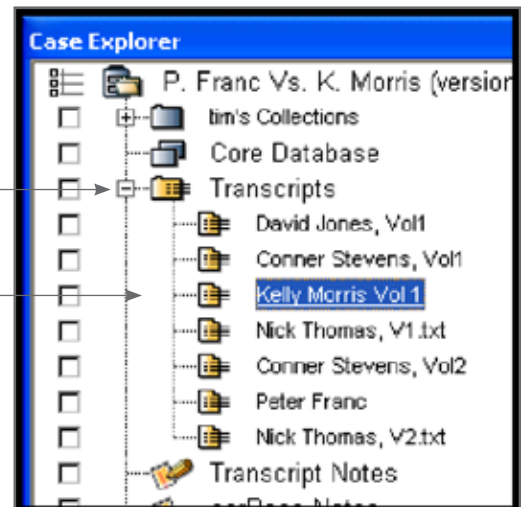 Case Explorer
P. Franc Vs. K. Morris (version
tim's Collections
Core Database
Transcripts
David Jones, Vol1
Conner Stevens, Vol1
Kelly Morris Vol 1
Nick Thomas, V1.txt
Conner Stevens, Vol2
Peter Franc
Nick Thomas, V2.txt
Transcript Notes
Notes